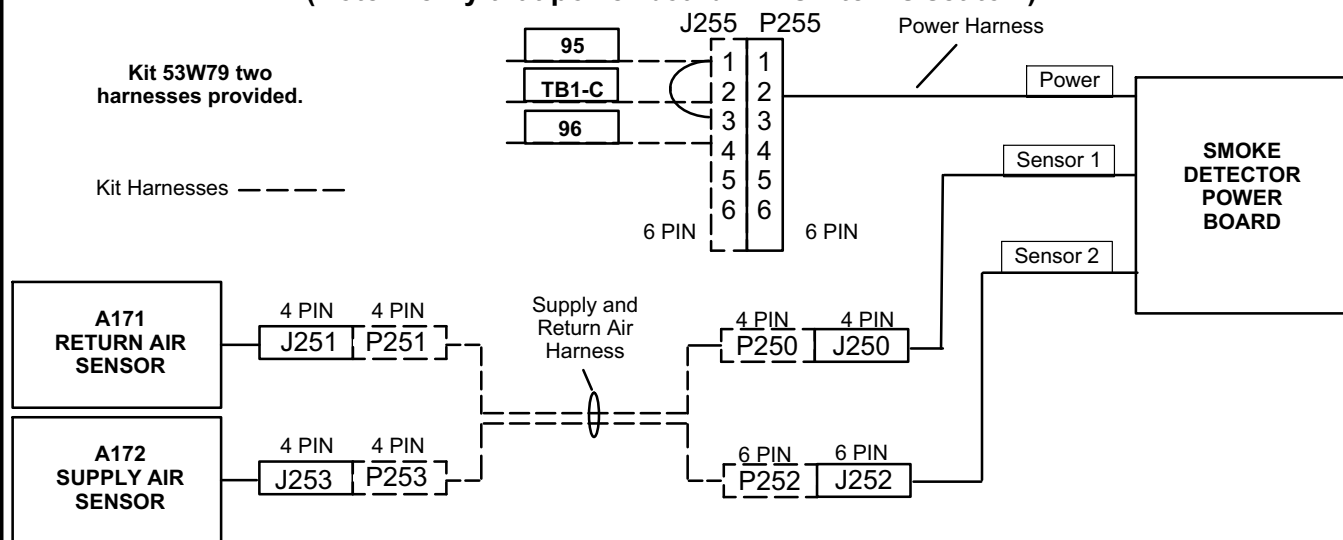 J255 P255
Power Harness
95
TB1-C
96
1 1
2 2
3 3
4 4
5 5
6 6
6 PIN 6 PIN
Kit 53W79 two
harnesses provided.
Kit Harnesses
Power
Sensor 1
Sensor 2
SMOKE
DETECTOR
POWER
BOARD
A171
RETURN AIR
SENSOR
4 PIN 4 PIN
J251 P251
Supply and
Return Air
Harness
4 PIN 4 PIN
P250 J250
A172
SUPPLY AIR
SENSOR
4 PIN 4 PIN
J253 P253
6 PIN 6 PIN
P252 J252